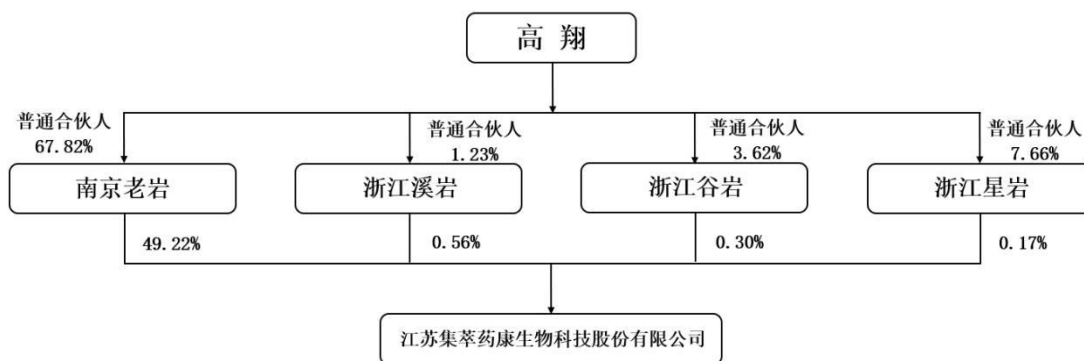 高 翔
普通合伙人
67.82%
普通合伙人
1.23%
普通合伙人
3.62%
普通合伙人
7.66%
南京老岩
浙江溪岩
浙江谷岩
浙江星岩
49.22%
0.56%
0.30%
0.17%
江苏集萃药康生物科技股份有限公司